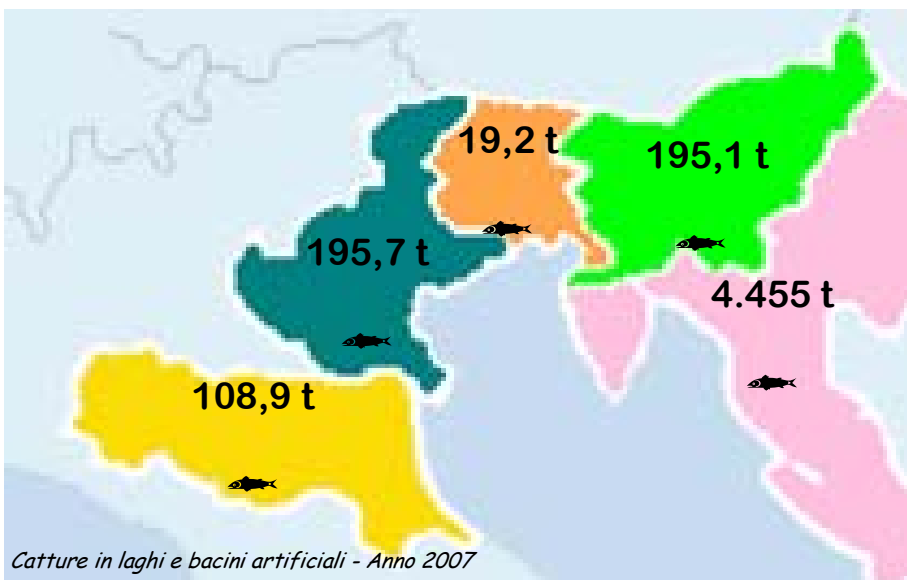 19,2 t
195,1 t
195,7 t
4.455 t
108,9 t
Catture in laghi e bacini artificiali - Anno 2007